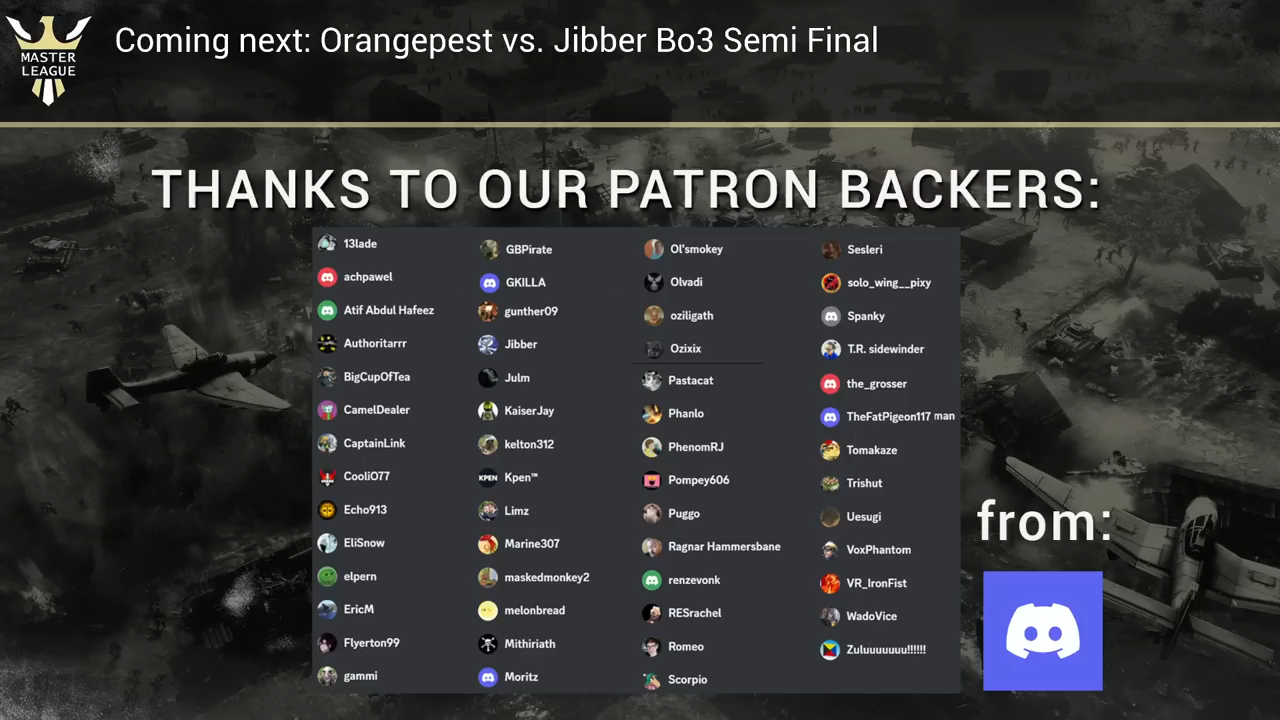 MASTER
LEAGUE
Coming next: Orangepest vs. Jibber Bo3 Semi Final
THANKS TO OUR PATRON BACKERS:
13lade
achpawel
Atif Abdul Hafeez
Authoritarrr
BigCupOfTea
CamelDealer
CaptainLink
CooliO77
Echo913
EliSnow
elpern
EricM
Flyerton99
gammi
GBPirate
GKILLA
gunther09
Jibber
Julm
KaiserJay
kelton312
KPEN
Kpen™
Limz
Marine307
maskedmonkey2
melonbread
Mithiriath
Moritz
Ol'smokey
Olvadi
oziligath
Ozixix
Pastacat
Phanlo
PhenomRJ
Pompey606
Puggo
Ragnar Hammersbane
renzevonk
RESrachel
Romeo
Scorpio
Sesleri
solo_wing__pixy
Spanky
T.R. sidewinder
the_grosser
TheFatPigeon117 man
Tomakaze
Trishut
Uesugi
VoxPhantom
VR_IronFist
WadoVice
Zuluuuuuuu!!!!!!
from: